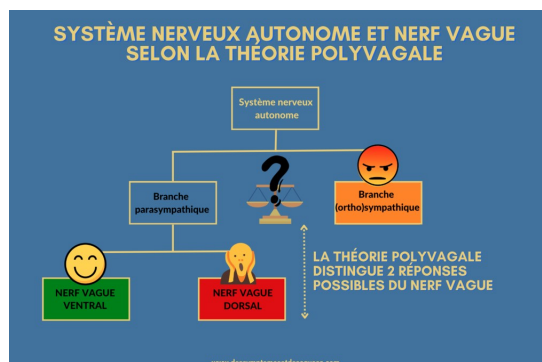 SYSTÈME NERVEUX AUTONOME ET NERF VAGUE
SELON LA THÉORIE POLYVAGALE
Système nerveux
autonome
Branche
parasympathique
?
Branche
(ortho)sympathique
LA THÉORIE POLYVAGALE
DISTINGUE 2 RÉPONSES
POSSIBLES DU NERF VAGUE
NERF VAGUE
VENTRAL
NERF VAGUE
DORSAL